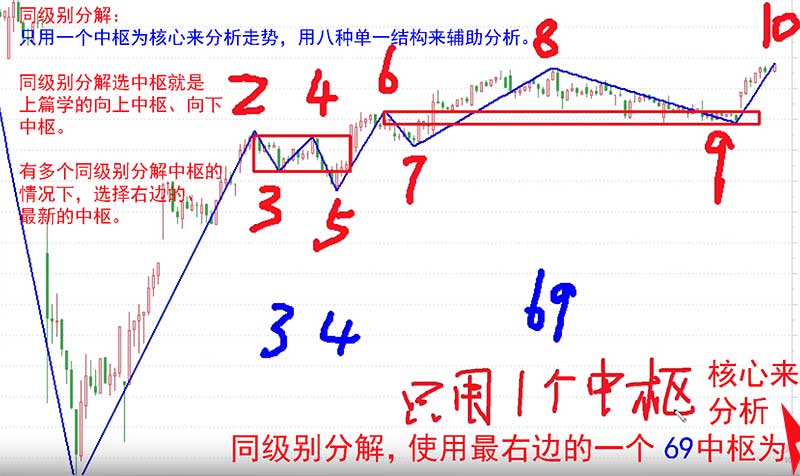 同级别分解：
只用一个中枢为核心来分析走势，用八种单一结构来辅助分析。
同级别分解选中枢就是
上篇学的向上中枢、向下
中枢。
有多个同级别分解中枢的
情况下，选择右边的、
最新的中枢。
2
4
6
8
10
3
5
7
9
34
69
只用1个中枢
核心来
分析
同级别分解，使用最右边的一个 69中枢为